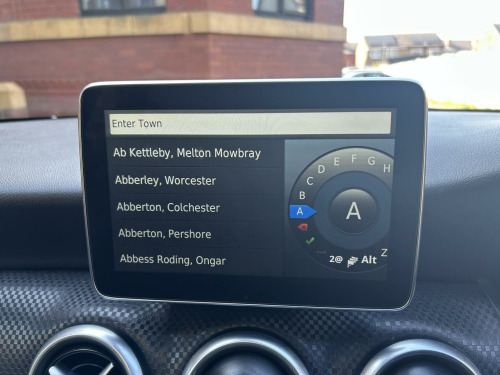 Enter Town
Ab Kettleby, Melton Mowbray
Abberley, Worcester
Abberton, Colchester
Abberton, Pershore
Abbess Roding, Ongar
A B C D E F G H
A
Z
2@ Alt